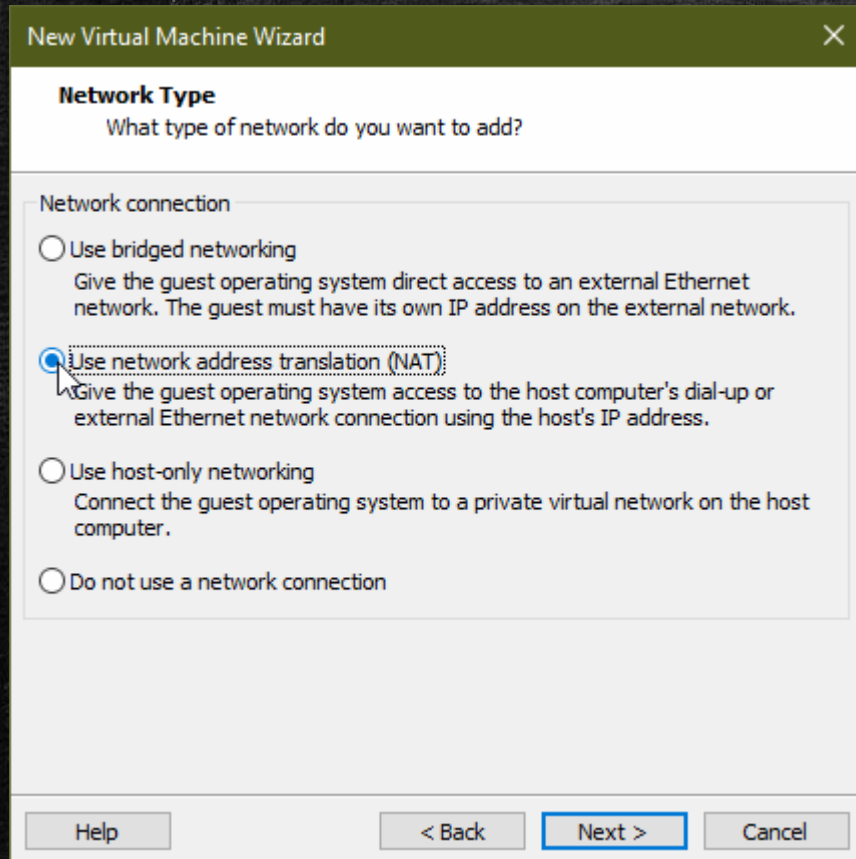 New Virtual Machine Wizard
Network Type
What type of network do you want to add?
Network connection
Use bridged networking
Give the guest operating system direct access to an external Ethernet
network. The guest must have its own IP address on the external network.
Use network address translation (NAT)
Give the guest operating system access to the host computer's dial-up or
external Ethernet network connection using the host's IP address.
Use host-only networking
Connect the guest operating system to a private virtual network on the host
computer.
Do not use a network connection
Help
< Back
Next >
Cancel